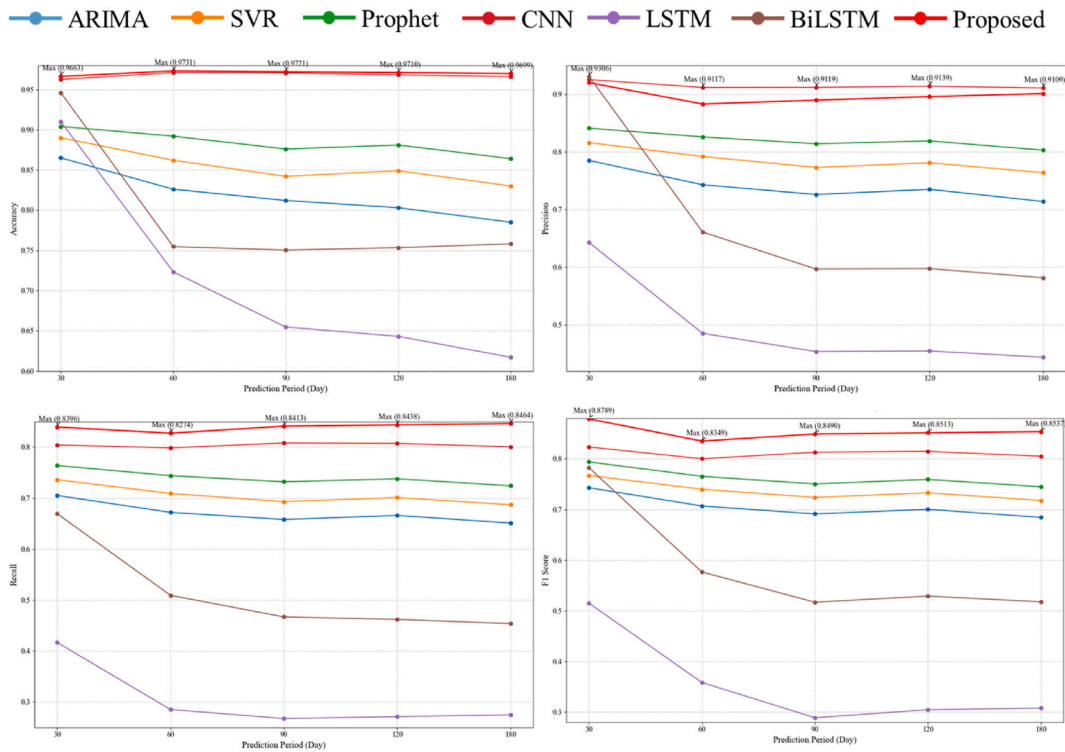 ARIMA SVR Prophet CNN LSTM BiLSTM Proposed
Max (0.9663) Max (0.9731) Max (0.9721) Max (0.9710) Max (0.9699)
0.95
0.90
0.85
0.80
0.75
0.70
0.65
0.60
Accuracy
30 60 90 120 180
Prediction Period (Day)
Max (0.9306) Max (0.9117) Max (0.9119) Max (0.9139) Max (0.9109)
0.9
0.8
0.7
0.6
0.5
Precision
30 60 90 120 180
Prediction Period (Day)
Max (0.8396) Max (0.8274) Max (0.8413) Max (0.8438) Max (0.8464)
0.8
0.7
0.6
0.5
0.4
0.3
Recall
30 60 90 120 180
Prediction Period (Day)
Max (0.8789) Max (0.8349) Max (0.8490) Max (0.8513) Max (0.8537
0.8
0.7
0.6
0.5
0.4
0.3
F1 Score
30 60 90 120 180
Prediction Period (Day)